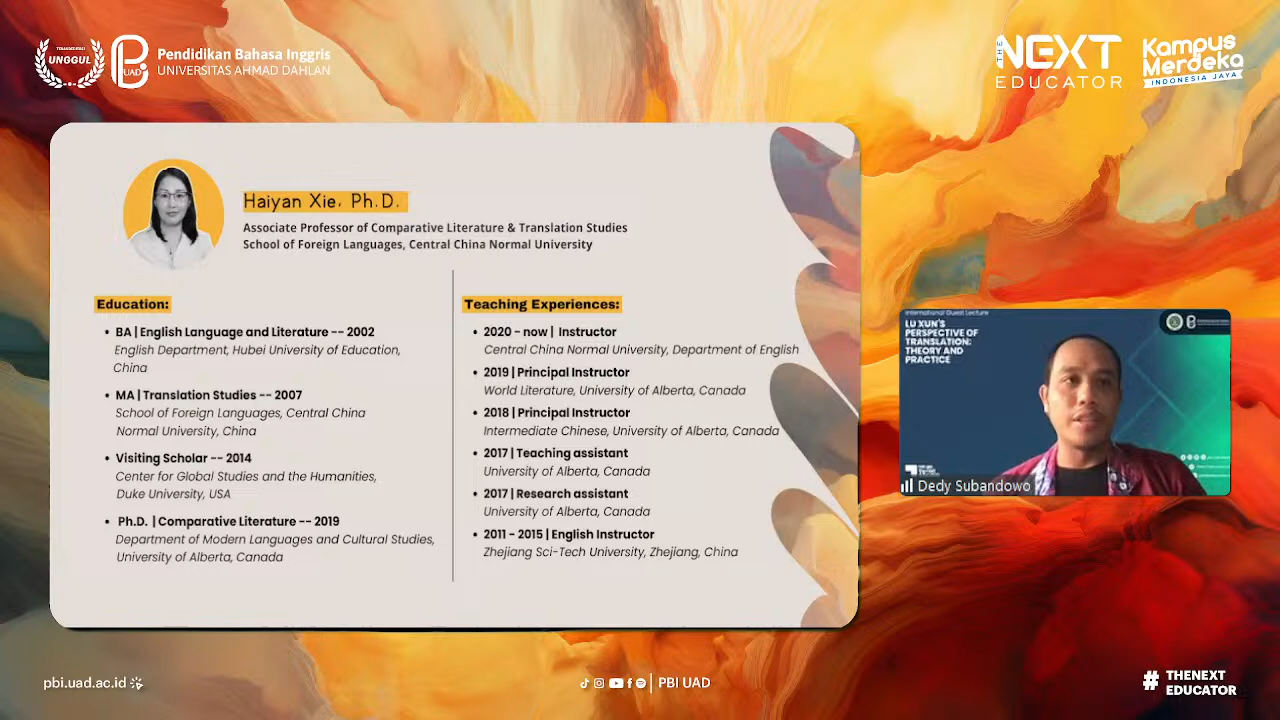 UNGGUL
UAD
Pendidikan Bahasa Inggris
UNIVERSITAS AHMAD DAHLAN
THE NEXT
EDUCATOR
Kampus
Merdeka
INDONESIA JAYA
Haiyan Xie, Ph.D.
Associate Professor of Comparative Literature & Translation Studies
School of Foreign Languages, Central China Normal University
Education:
• BA | English Language and Literature -- 2002
English Department, Hubei University of Education,
China
• MA | Translation Studies -- 2007
School of Foreign Languages, Central China
Normal University, China
• Visiting Scholar -- 2014
Center for Global Studies and the Humanities,
Duke University, USA
• Ph.D. | Comparative Literature -- 2019
Department of Modern Languages and Cultural Studies,
University of Alberta, Canada
Teaching Experiences:
• 2020 - now | Instructor
Central China Normal University, Department of English
• 2019 | Principal Instructor
World Literature, University of Alberta, Canada
• 2018 | Principal Instructor
Intermediate Chinese, University of Alberta, Canada
• 2017 | Teaching assistant
University of Alberta, Canada
• 2017 | Research assistant
University of Alberta, Canada
• 2011 - 2015 | English Instructor
Zhejiang Sci-Tech University, Zhejiang, China
International Guest Lecture
LU XUN'S
PERSPECTIVE OF
TRANSLATION:
THEORY AND
PRACTICE
Dedy Subandowo
pbi.uad.ac.id
PBI UAD
# THENEXT
EDUCATOR